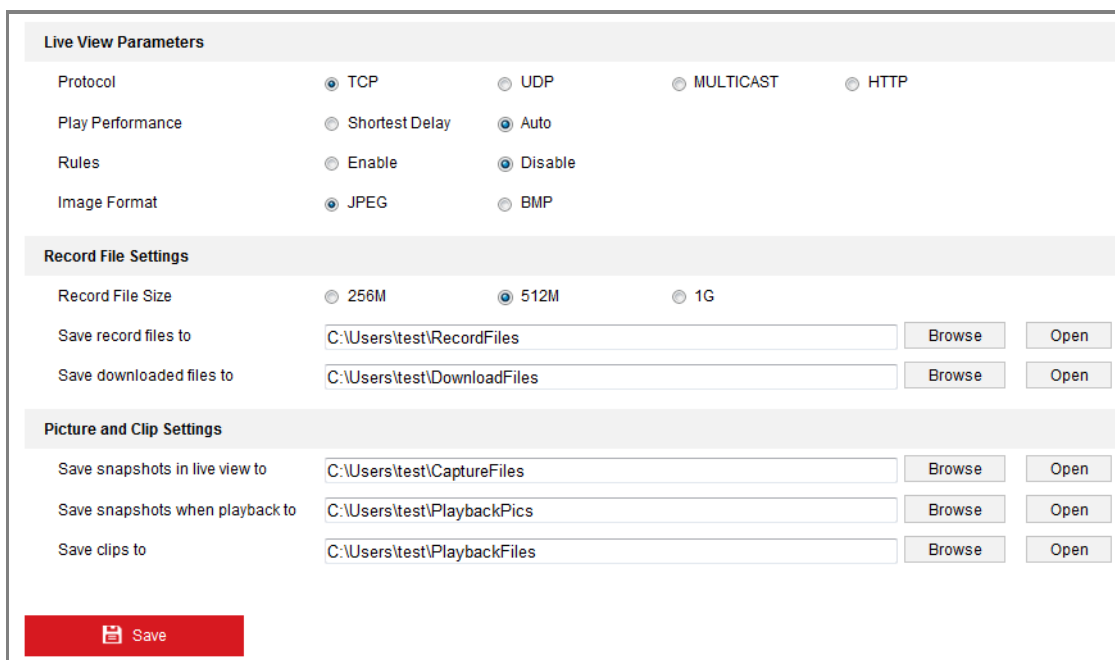 Live View Parameters
Protocol TCP UDP MULTICAST HTTP
Play Performance Shortest Delay Auto
Rules Enable Disable
Image Format JPEG BMP
Record File Settings
Record File Size 256M 512M 1G
Save record files to C:\Users\test\RecordFiles Browse Open
Save downloaded files to C:\Users\test\DownloadFiles Browse Open
Picture and Clip Settings
Save snapshots in live view to C:\Users\test\CaptureFiles Browse Open
Save snapshots when playback to C:\Users\test\PlaybackPics Browse Open
Save clips to C:\Users\test\PlaybackFiles Browse Open
Save